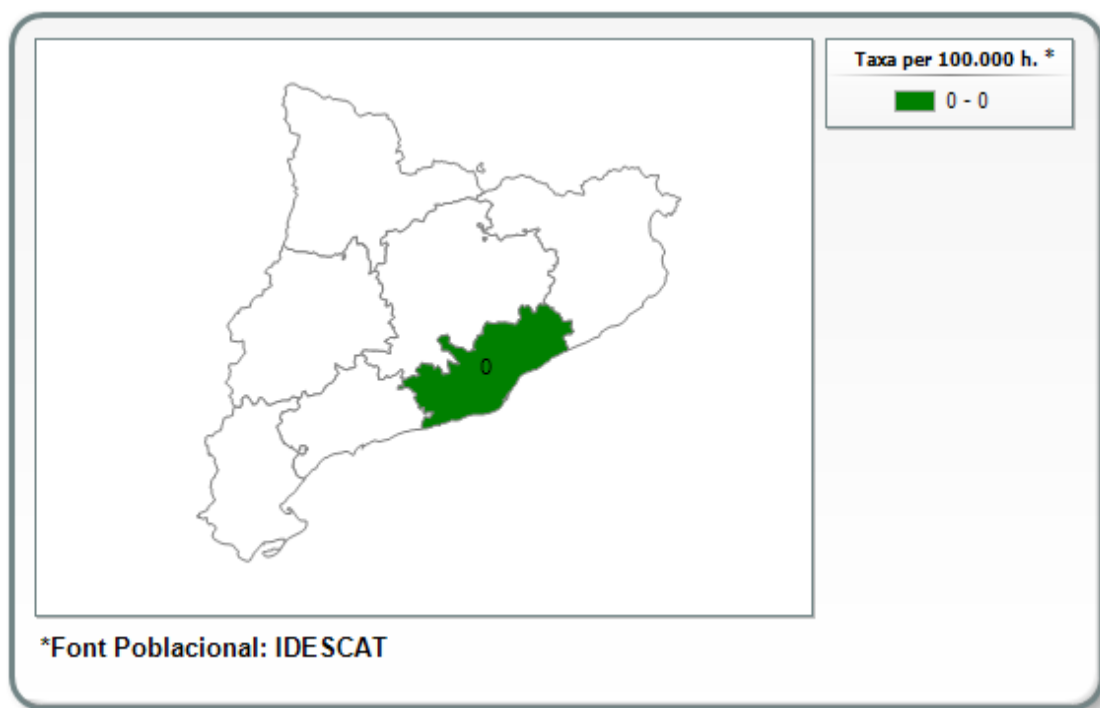 Taxa per 100.000 h. *
0 - 0
0
*Font Poblacional: IDESCAT